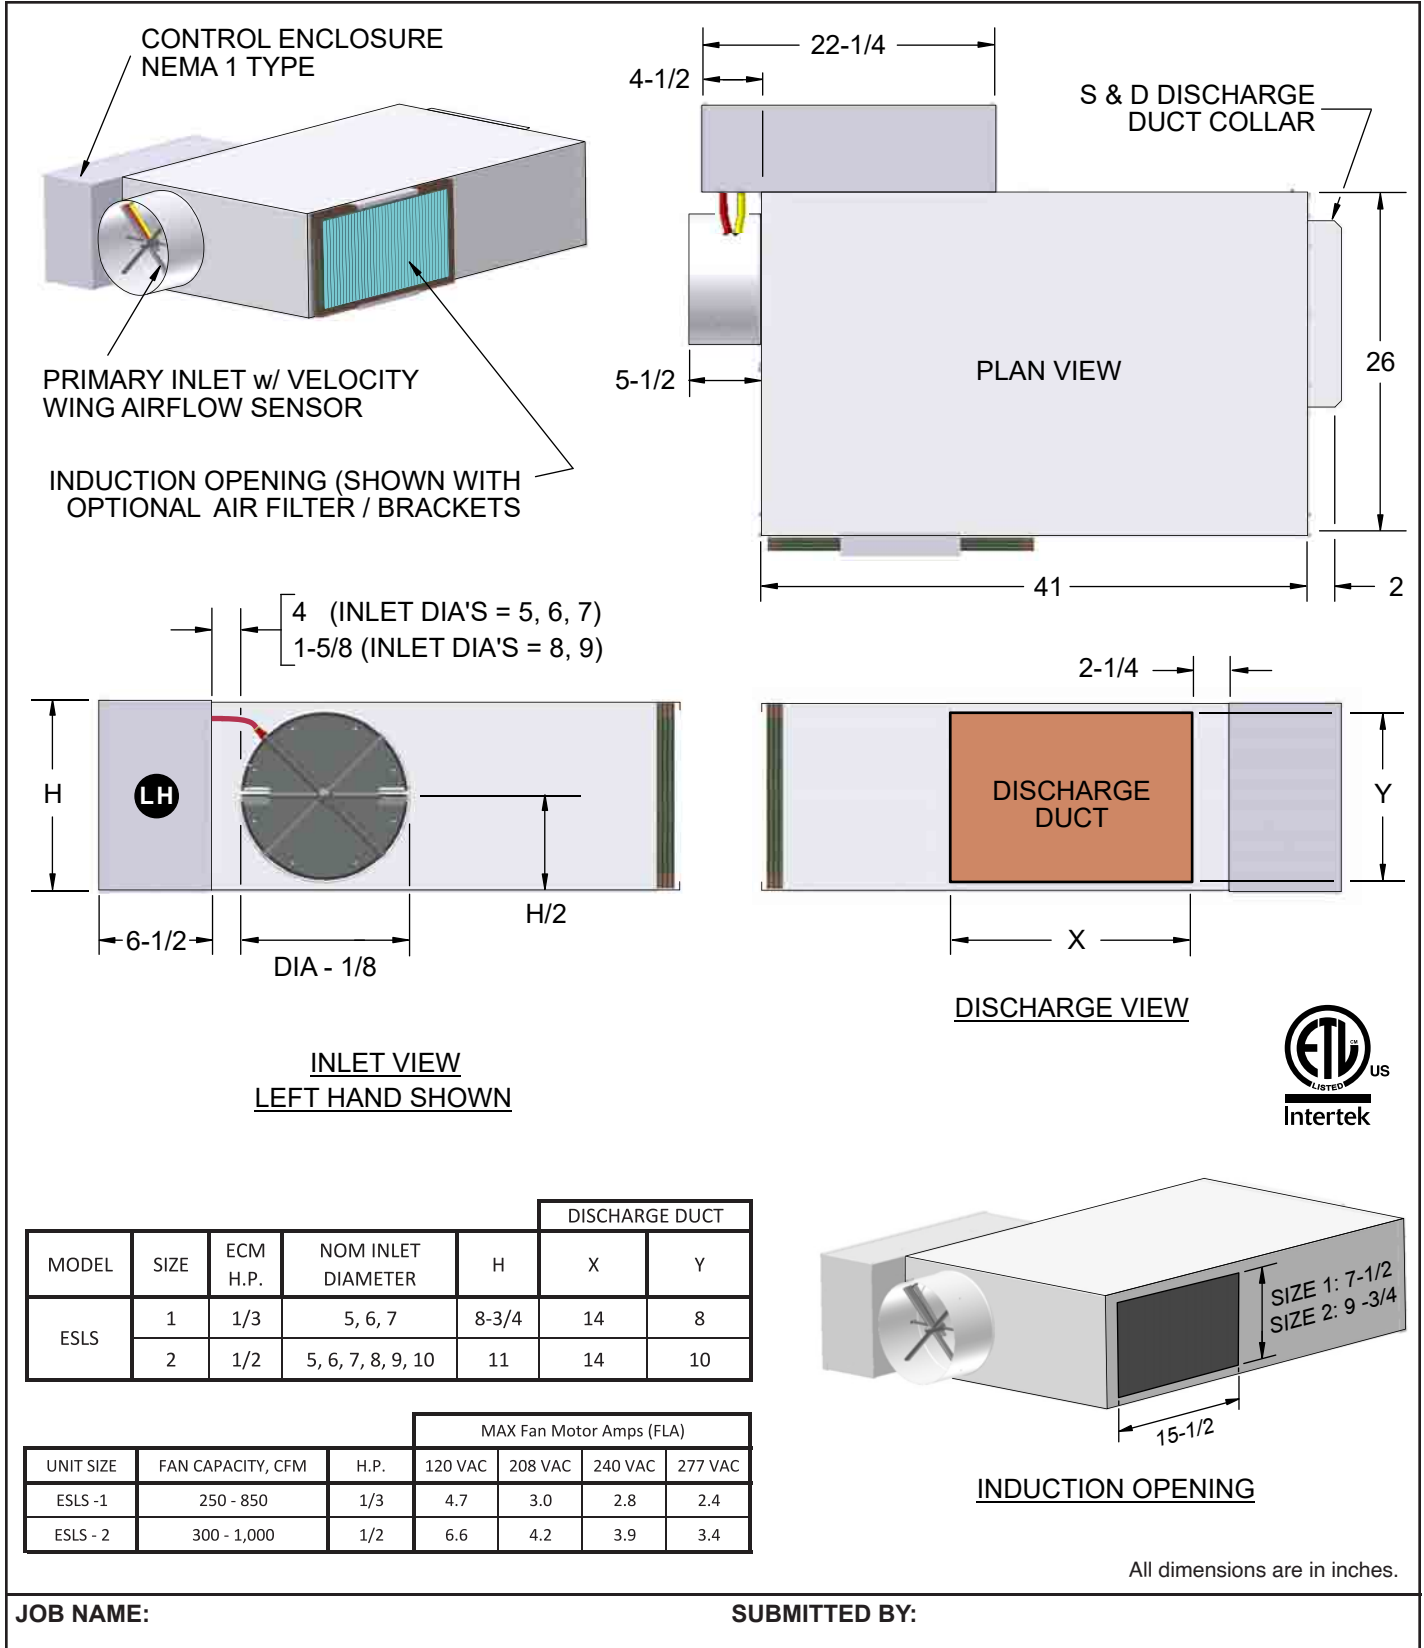 CONTROL ENCLOSURE
NEMA 1 TYPE
PRIMARY INLET w/ VELOCITY
WING AIRFLOW SENSOR
INDUCTION OPENING (SHOWN WITH
OPTIONAL AIR FILTER / BRACKETS
22-1/4
4-1/2
S & D DISCHARGE
DUCT COLLAR
5-1/2
PLAN VIEW
26
41
2
4 (INLET DIA'S = 5, 6, 7)
1-5/8 (INLET DIA'S = 8, 9)
H
LH
H/2
6-1/2
DIA - 1/8
INLET VIEW
LEFT HAND SHOWN
2-1/4
DISCHARGE
DUCT
Y
X
DISCHARGE VIEW
ETL
CM
LISTED
US
Intertek
DISCHARGE DUCT
MODEL SIZE ECM H.P. NOM INLET DIAMETER H X Y
ESLS 1 1/3 5, 6, 7 8-3/4 14 8
2 1/2 5, 6, 7, 8, 9, 10 11 14 10
MAX Fan Motor Amps (FLA)
UNIT SIZE FAN CAPACITY, CFM H.P. 120 VAC 208 VAC 240 VAC 277 VAC
ESLS -1 250 - 850 1/3 4.7 3.0 2.8 2.4
ESLS - 2 300 - 1,000 1/2 6.6 4.2 3.9 3.4
SIZE 1: 7-1/2
SIZE 2: 9 -3/4
15-1/2
INDUCTION OPENING
All dimensions are in inches.
JOB NAME:
SUBMITTED BY: